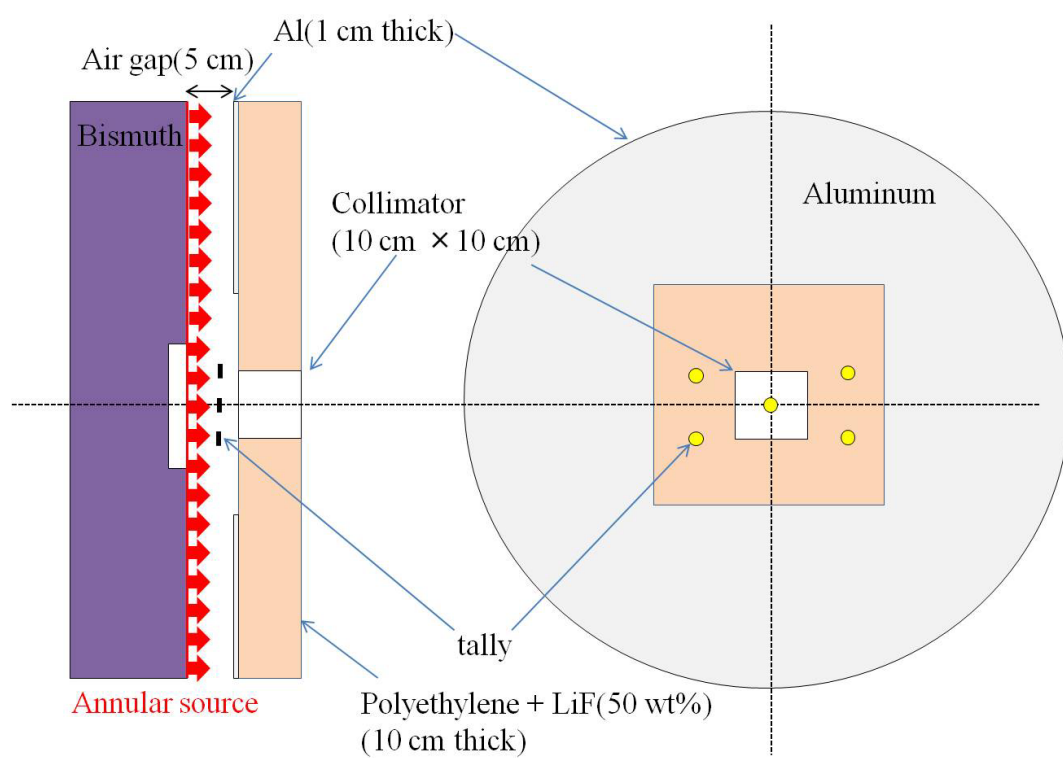 Al(1 cm thick)
Air gap(5 cm)
Bismuth
Collimator
(10 cm ×10 cm)
Aluminum
tally
Annular source
Polyethylene + LiF(50 wt%)
(10 cm thick)